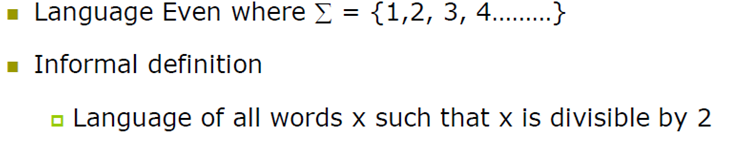 Language Even where ∑ = {1,2, 3, 4………}
Informal definition
Language of all words x such that x is divisible by 2